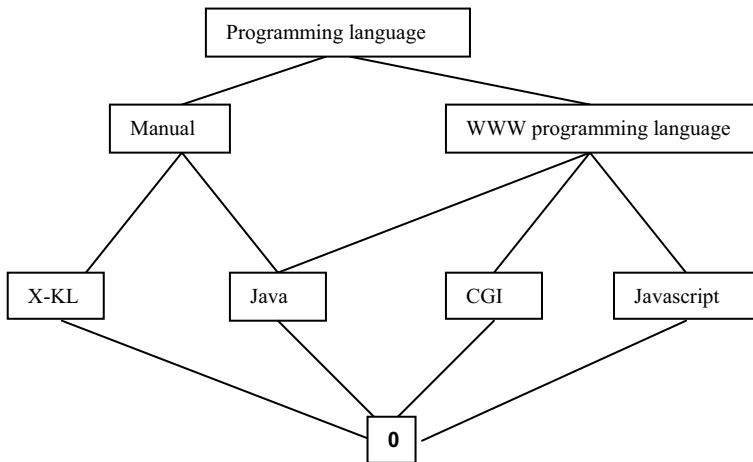 Programming language
Manual
WWW programming language
X-KL
Java
CGI
Javascript
0